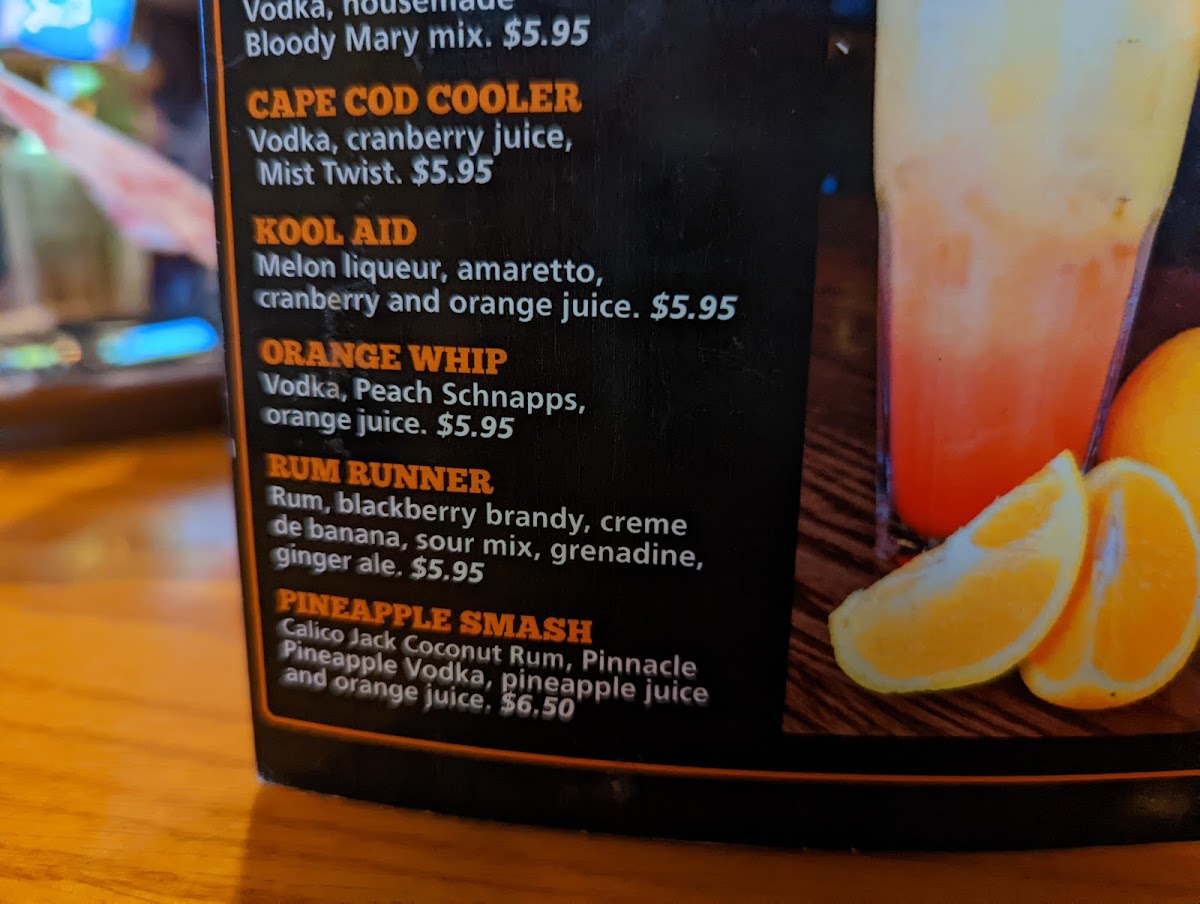 Vodka, housemade
Bloody Mary mix. $5.95
CAPE COD COOLER
Vodka, cranberry juice,
Mist Twist. $5.95
KOOL AID
Melon liqueur, amaretto,
cranberry and orange juice. $5.95
ORANGE WHIP
Vodka, Peach Schnapps,
orange juice. $5.95
RUM RUNNER
Rum, blackberry brandy, creme
de banana, sour mix, grenadine,
ginger ale. $5.95
PINEAPPLE SMASH
Calico Jack Coconut Rum, Pinnacle
Pineapple Vodka, pineapple juice
and orange juice. $6.50